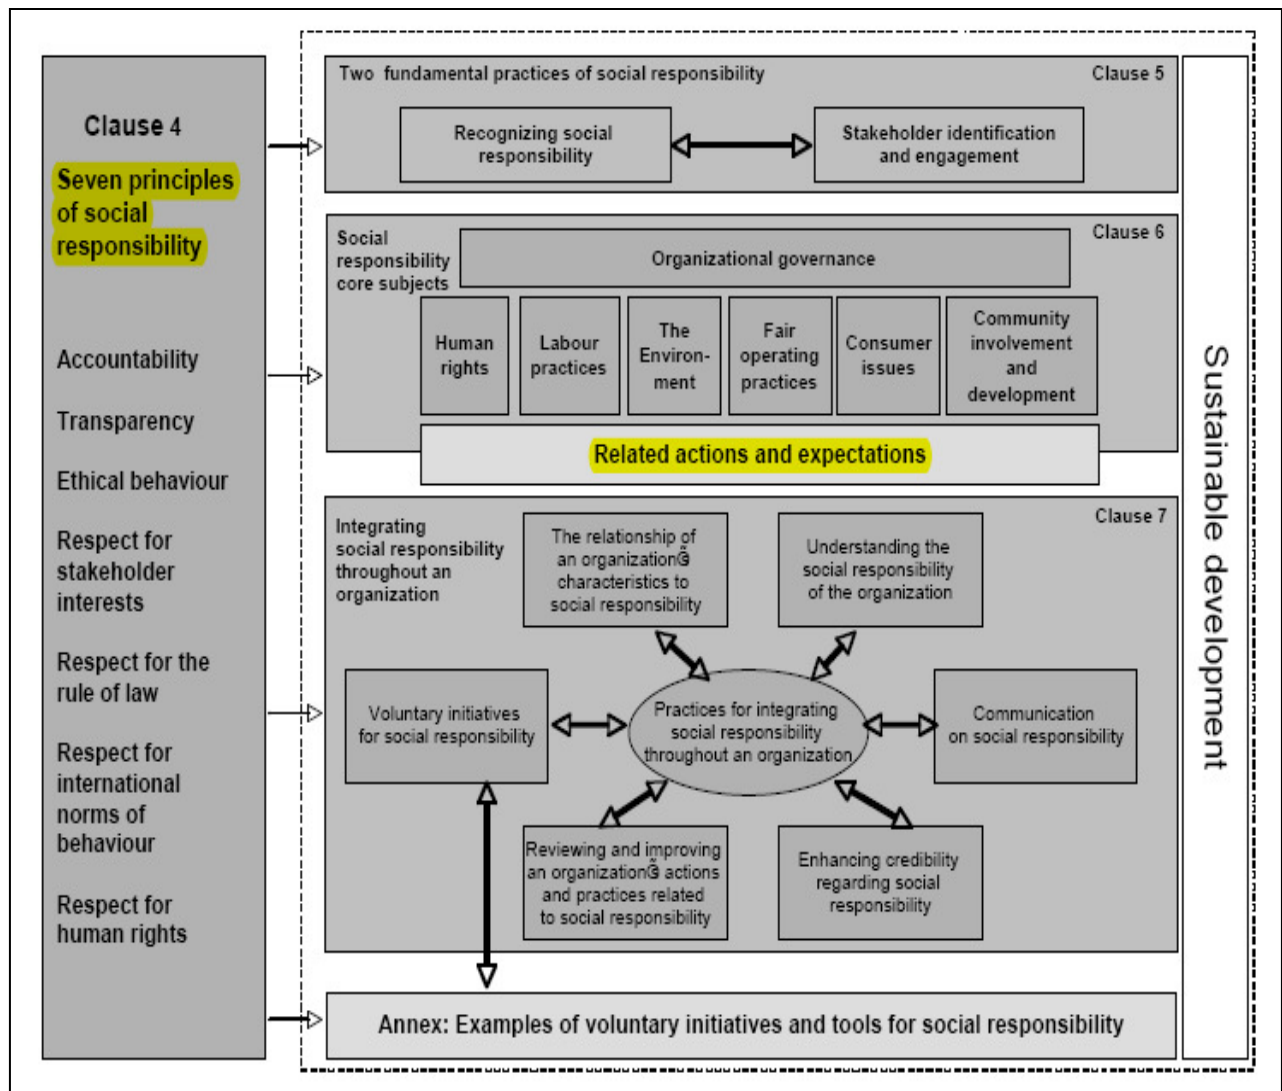 Clause 4
Seven principles
of social
responsibility
Accountability
Transparency
Ethical behaviour
Respect for
stakeholder
interests
Respect for the
rule of law
Respect for
international
norms of
behaviour
Respect for
human rights
Two fundamental practices of social responsibility
Clause 5
Recognizing social
responsibility
Stakeholder identification
and engagement
Social
responsibility
core subjects
Clause 6
Organizational governance
Human
rights
Labour
practices
The
Environ-
ment
Fair
operating
practices
Consumer
issues
Community
involvement
and
development
Related actions and expectations
Integrating
social responsibility
throughout an
organization
Clause 7
The relationship of
an organizationÕs
characteristics to
social responsibility
Understanding the
social responsibility
of the organization
Voluntary initiatives
for social responsibility
Practices for integrating
social responsibility
throughout an organization
Communication
on social responsibility
Reviewing and improving
an organizationÕs actions
and practices related
to social responsibility
Enhancing credibility
regarding social
responsibility
Annex: Examples of voluntary initiatives and tools for social responsibility
Sustainable development